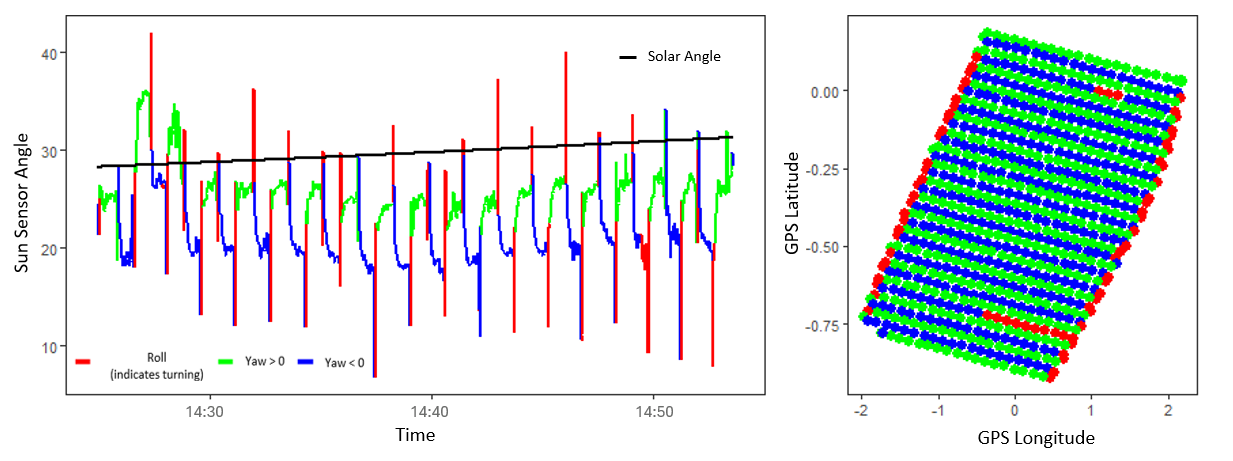 Sun Sensor Angle
40
30
20
10
Solar Angle
Roll
(indicates turning)
Yaw > 0
Yaw < 0
14:30
14:40
14:50
Time
GPS Latitude
0.00
-0.25
-0.50
-0.75
-2
-1
0
1
2
GPS Longitude